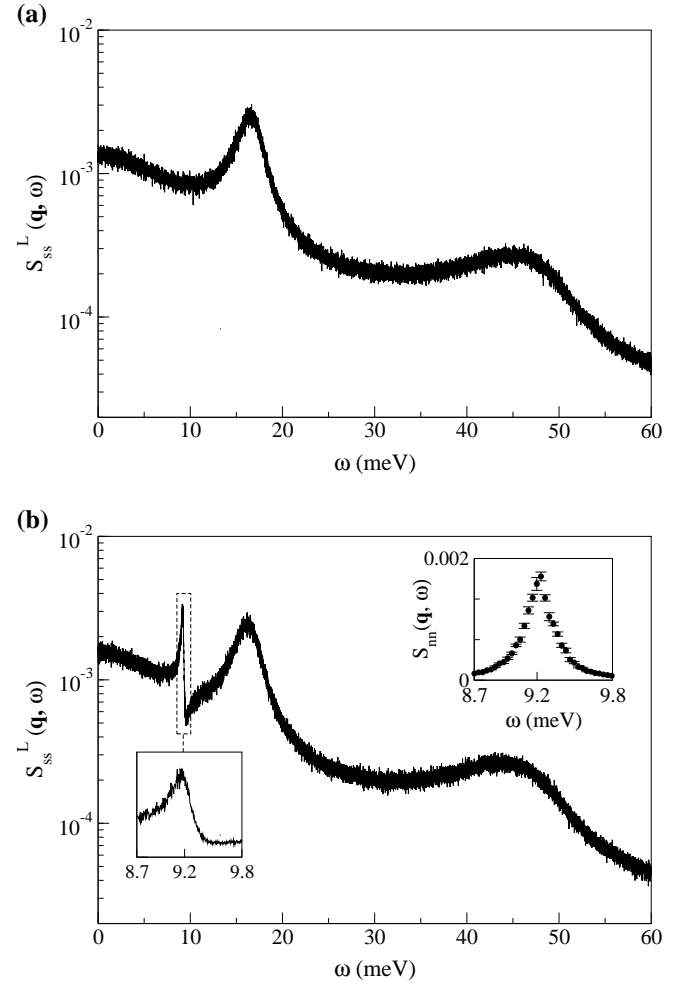 (a)
10^-2
10^-3
10^-4
S_ss^L (q, ω)
0 10 20 30 40 50 60
ω (meV)
(b)
10^-2
10^-3
10^-4
S_ss^L (q, ω)
0.002
0
S_nn (q, ω)
8.7 9.2 9.8
ω (meV)
8.7 9.2 9.8
0 10 20 30 40 50 60
ω (meV)